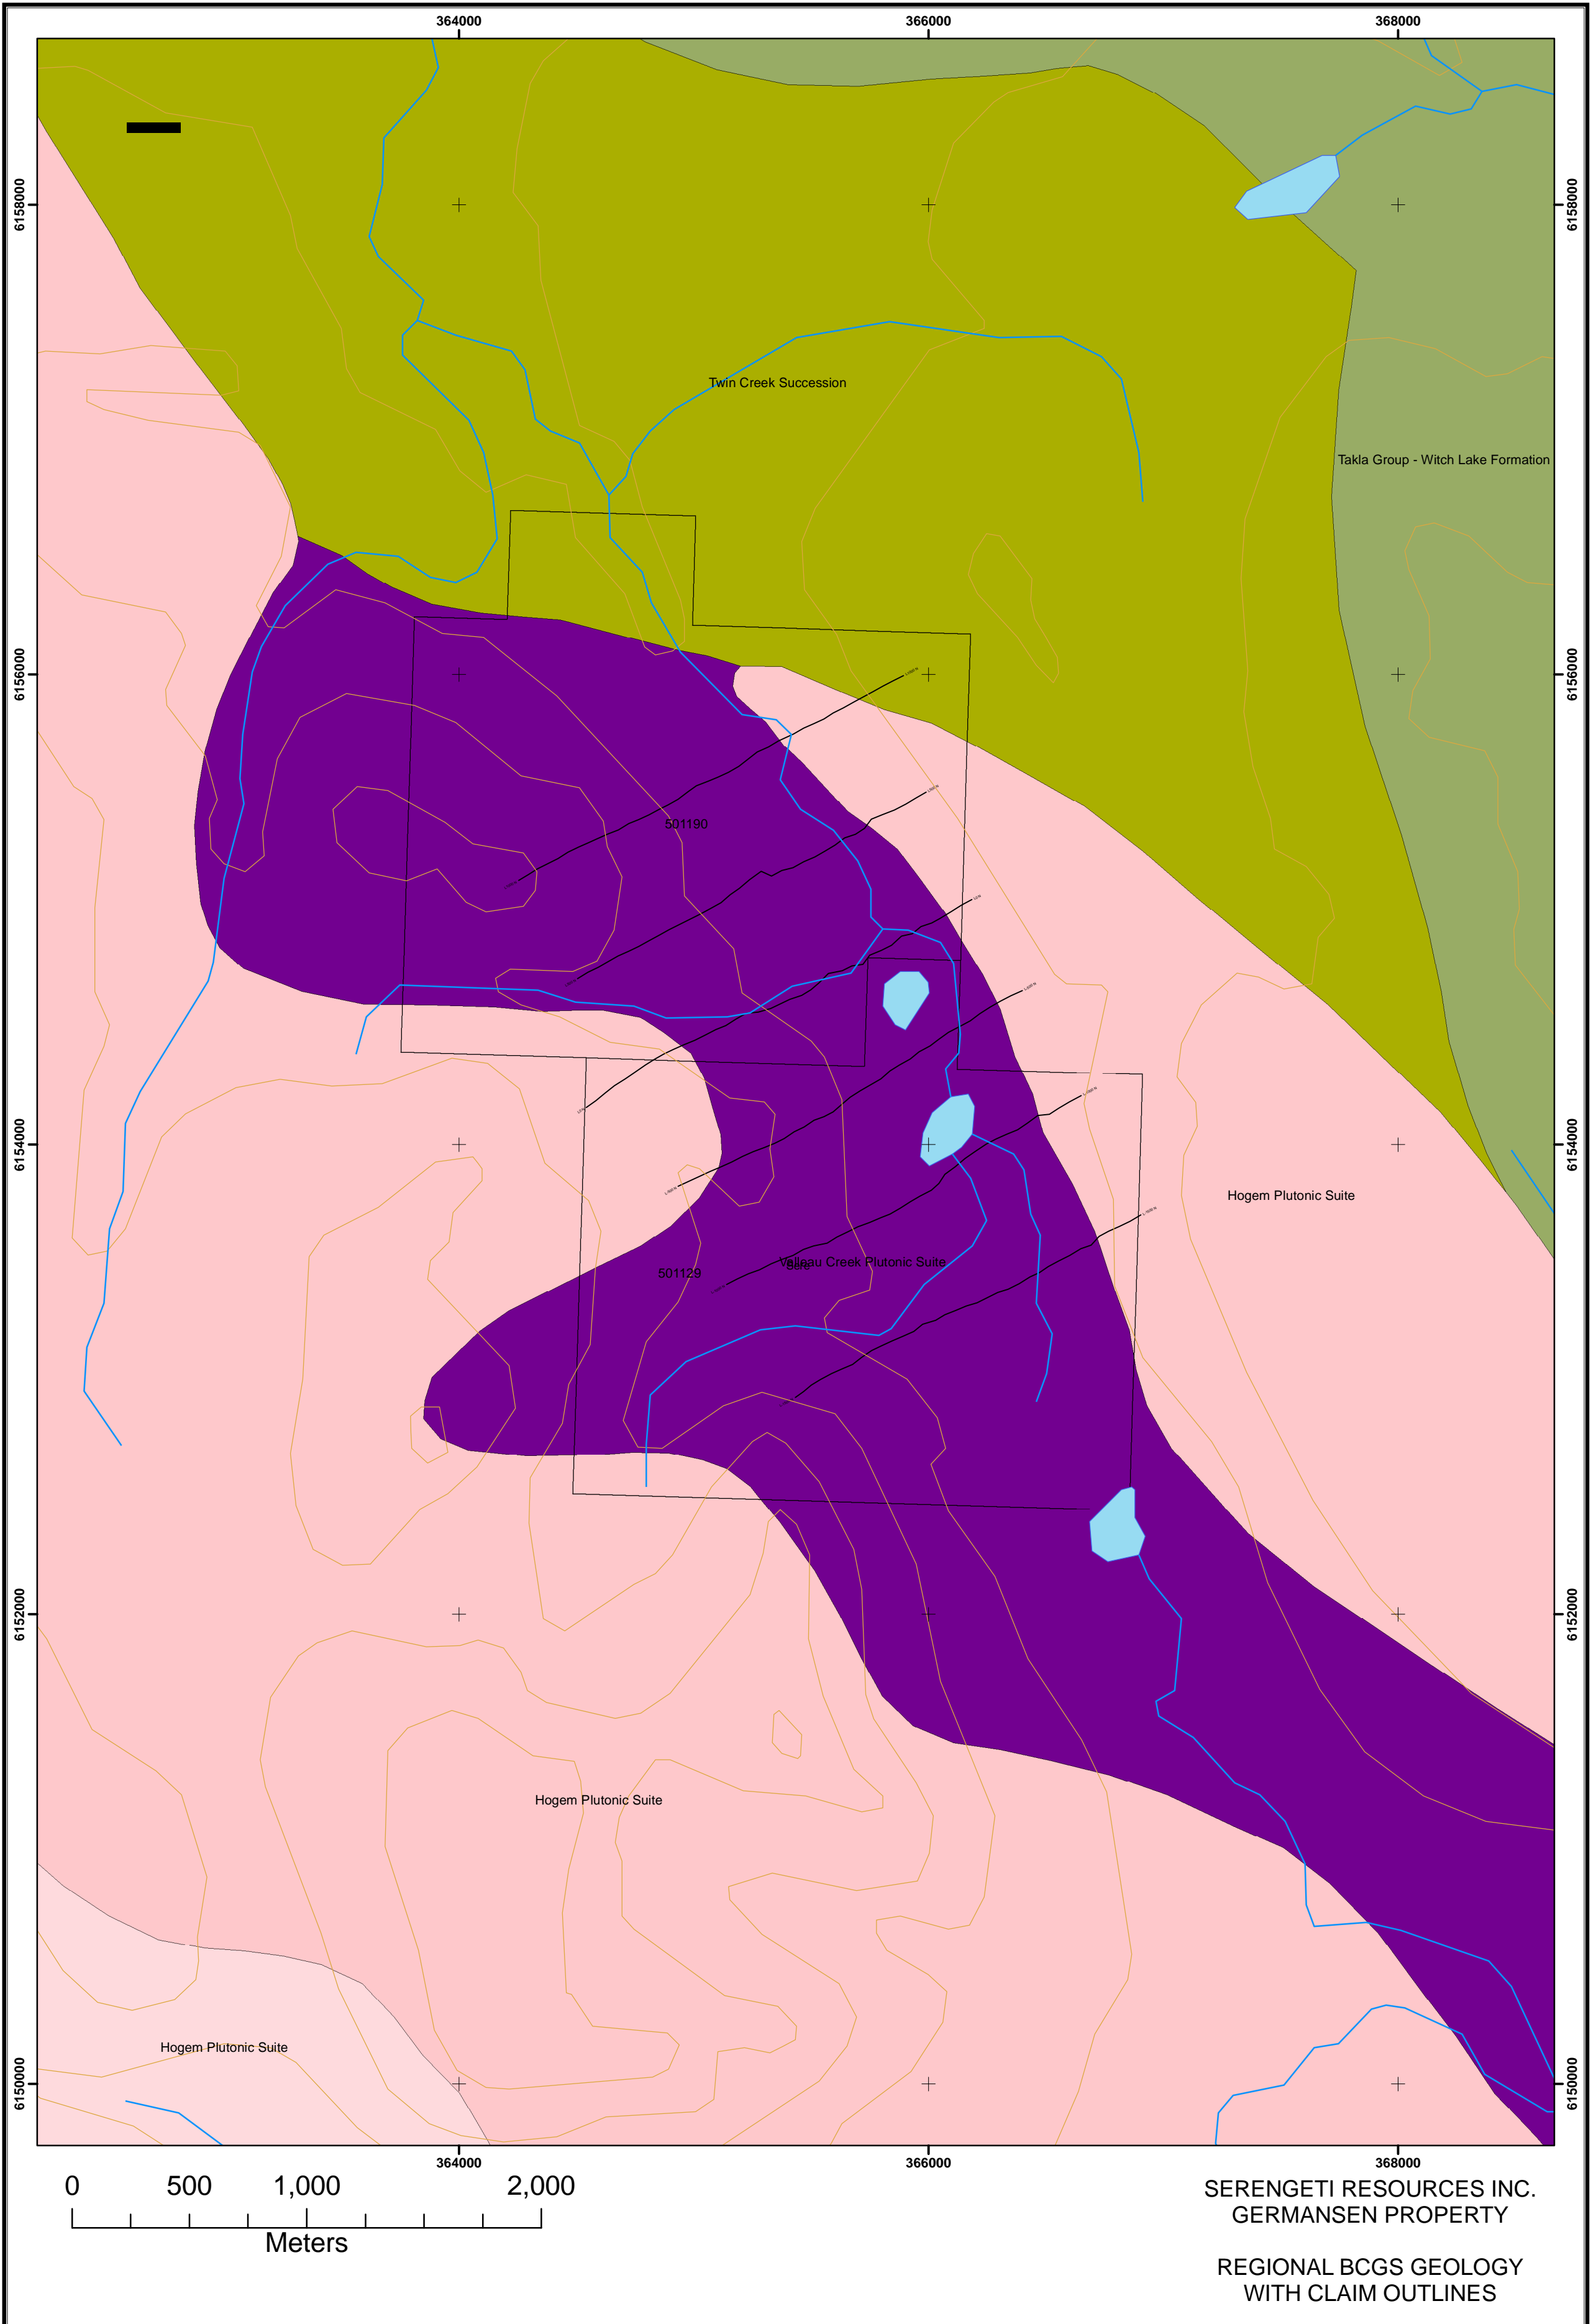 364000
366000
368000
6158000
6158000
Twin Creek Succession
Takla Group - Witch Lake Formation
6156000
6156000
501190
6154000
6154000
Hogem Plutonic Suite
Valleau Creek Plutonic Suite
501129
6152000
6152000
Hogem Plutonic Suite
Hogem Plutonic Suite
6150000
6150000
364000
366000
368000
0 500 1,000 2,000
Meters
SERENGETI RESOURCES INC.
GERMANSEN PROPERTY
REGIONAL BCGS GEOLOGY
WITH CLAIM OUTLINES